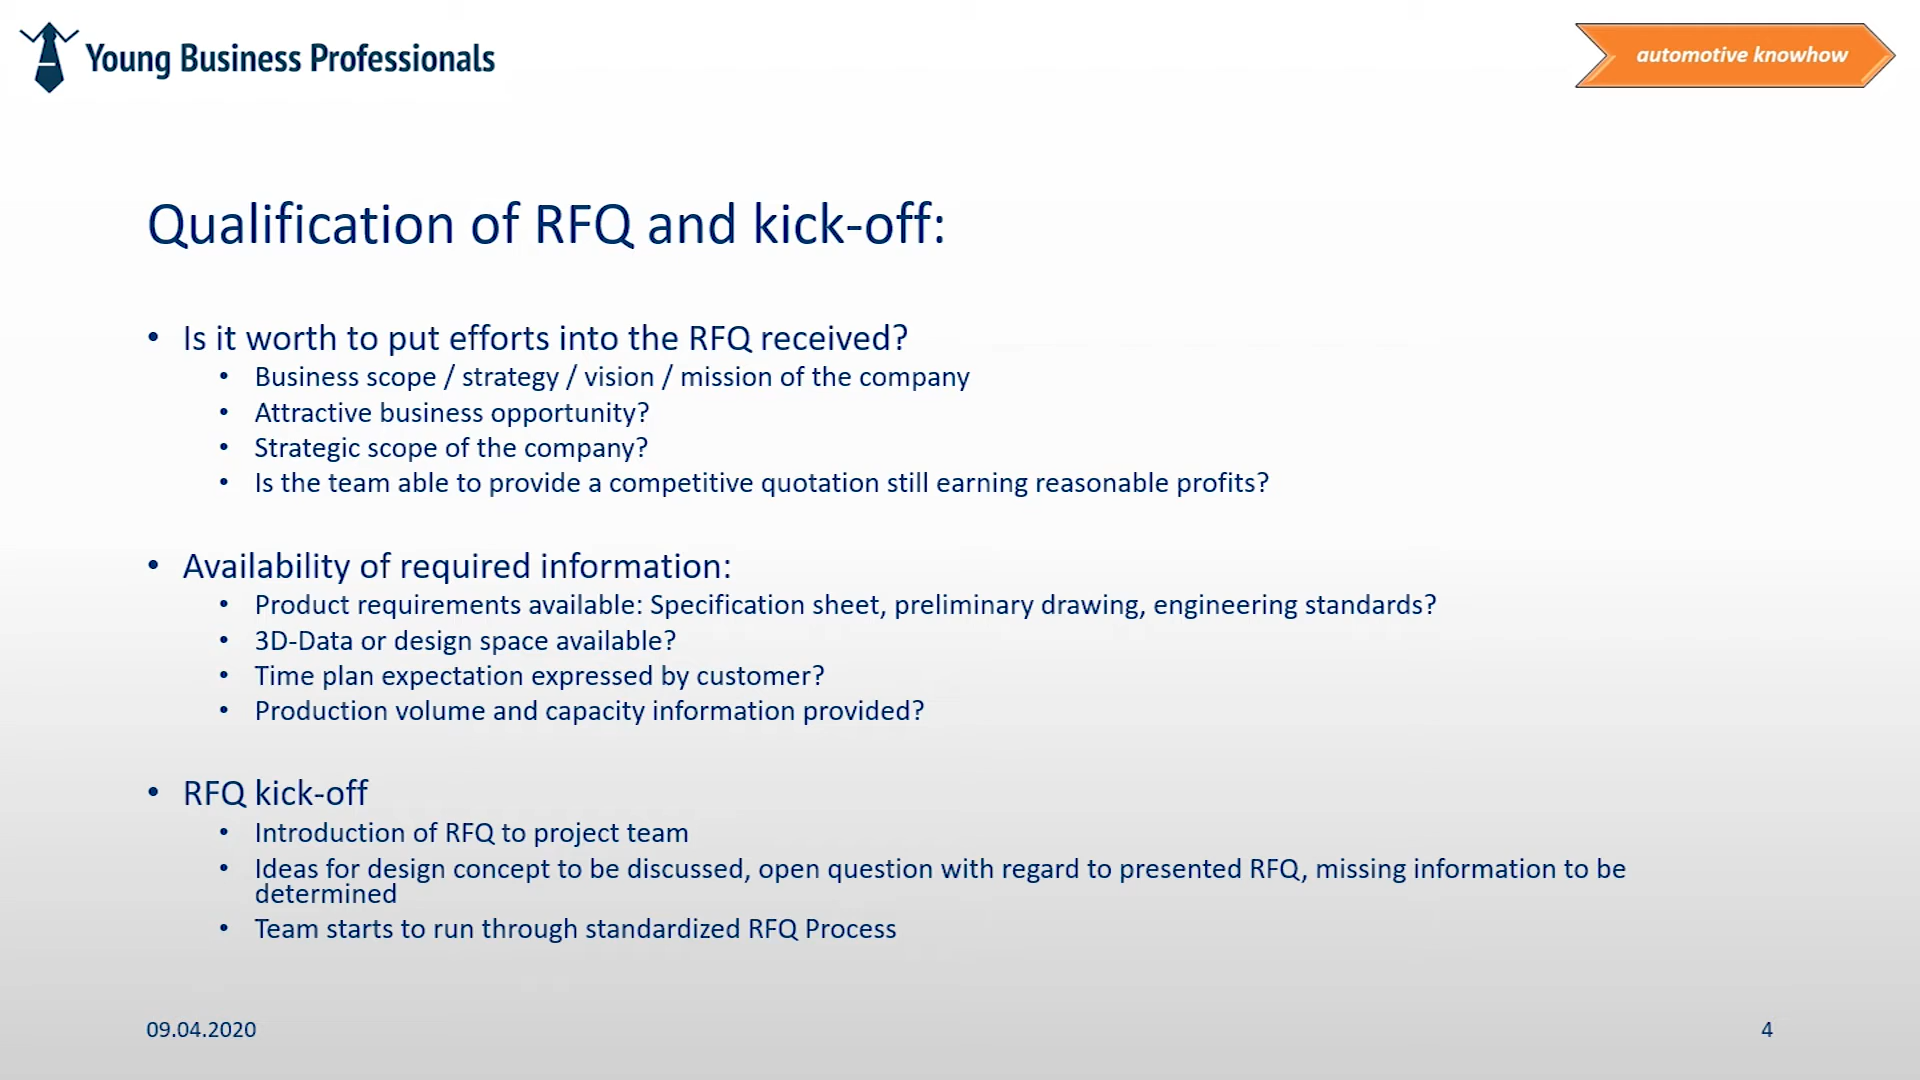 Young Business Professionals
automotive knowhow
Qualification of RFQ and kick-off:
• Is it worth to put efforts into the RFQ received?
• Business scope / strategy / vision / mission of the company
• Attractive business opportunity?
• Strategic scope of the company?
• Is the team able to provide a competitive quotation still earning reasonable profits?
• Availability of required information:
• Product requirements available: Specification sheet, preliminary drawing, engineering standards?
• 3D-Data or design space available?
• Time plan expectation expressed by customer?
• Production volume and capacity information provided?
• RFQ kick-off
• Introduction of RFQ to project team
• Ideas for design concept to be discussed, open question with regard to presented RFQ, missing information to be
determined
• Team starts to run through standardized RFQ Process
09.04.2020
4